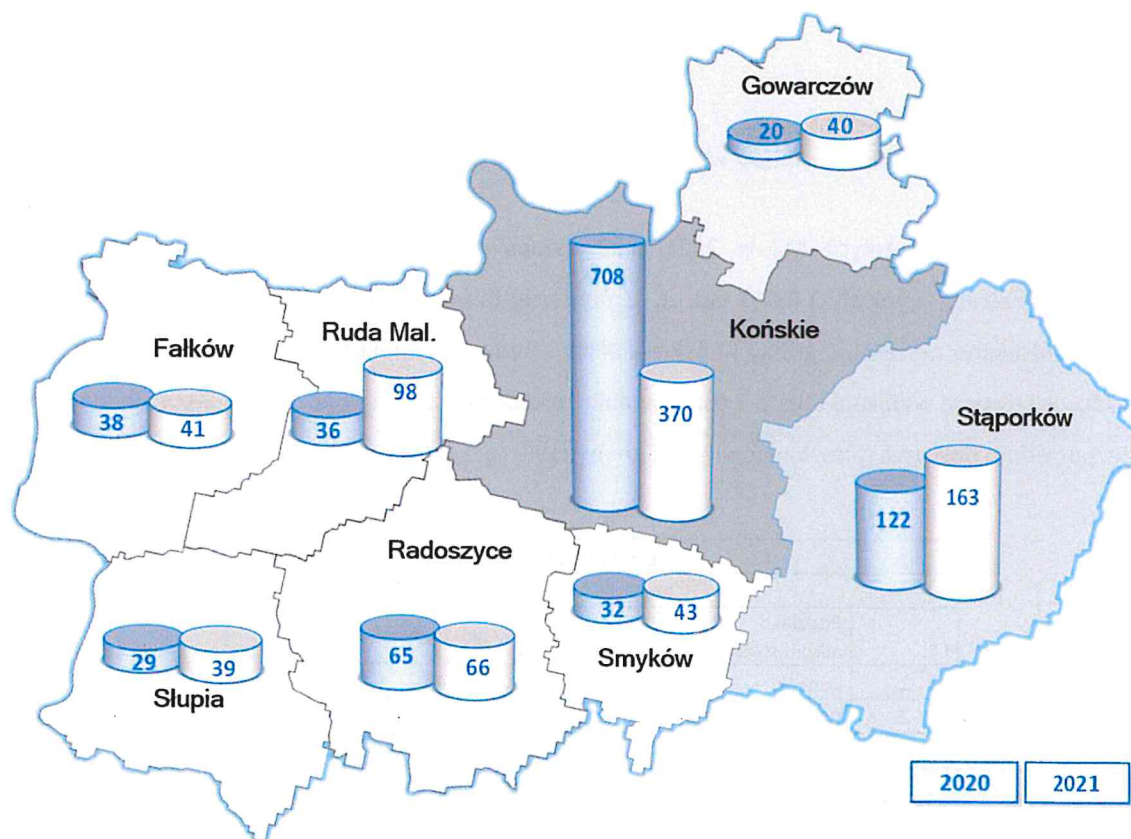 Gowarczów
20 40
708
Końskie
370
Ruda Mal.
36 98
Fałków
38 41
Stąporków
122 163
Radoszyce
65 66
32 43
Smyków
29 39
Słupia
2020 2021